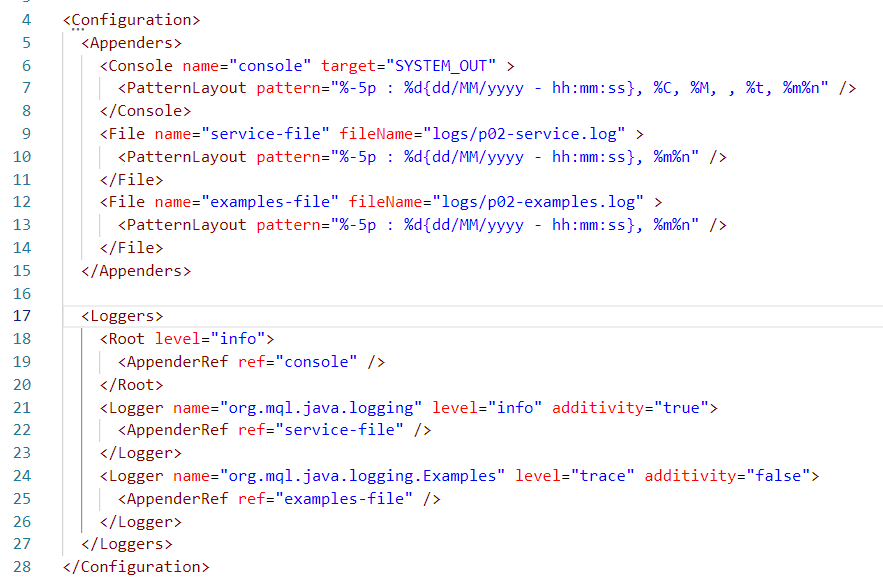 4 <Configuration>
5 <Appenders>
6 <Console name="console" target="SYSTEM_OUT" >
7 <PatternLayout pattern="%-5p : %d{dd/MM/yyyy - hh:mm:ss}, %C, %M, , %t, %m%n" />
8 </Console>
9 <File name="service-file" fileName="logs/p02-service.log" >
10 <PatternLayout pattern="%-5p : %d{dd/MM/yyyy - hh:mm:ss}, %m%n" />
11 </File>
12 <File name="examples-file" fileName="logs/p02-examples.log" >
13 <PatternLayout pattern="%-5p : %d{dd/MM/yyyy - hh:mm:ss}, %m%n" />
14 </File>
15 </Appenders>
16
17 <Loggers>
18 <Root level="info">
19 <AppenderRef ref="console" />
20 </Root>
21 <Logger name="org.mql.java.logging" level="info" additivity="true">
22 <AppenderRef ref="service-file" />
23 </Logger>
24 <Logger name="org.mql.java.logging.Examples" level="trace" additivity="false">
25 <AppenderRef ref="examples-file" />
26 </Logger>
27 </Loggers>
28 </Configuration>